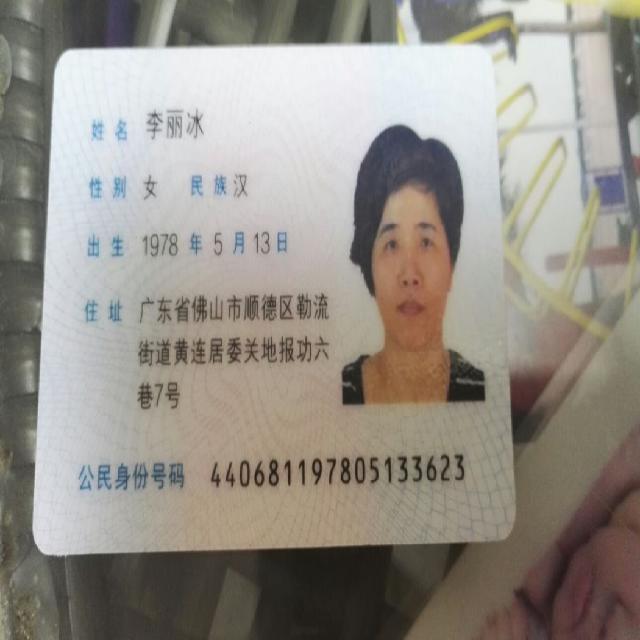 姓名 李丽冰
性别 女 民族 汉
出生 1978 年 5 月 13 日
住址 广东省佛山市顺德区勒流
街道黄连居委关地报功六
巷7号
公民身份号码 440681197805133623